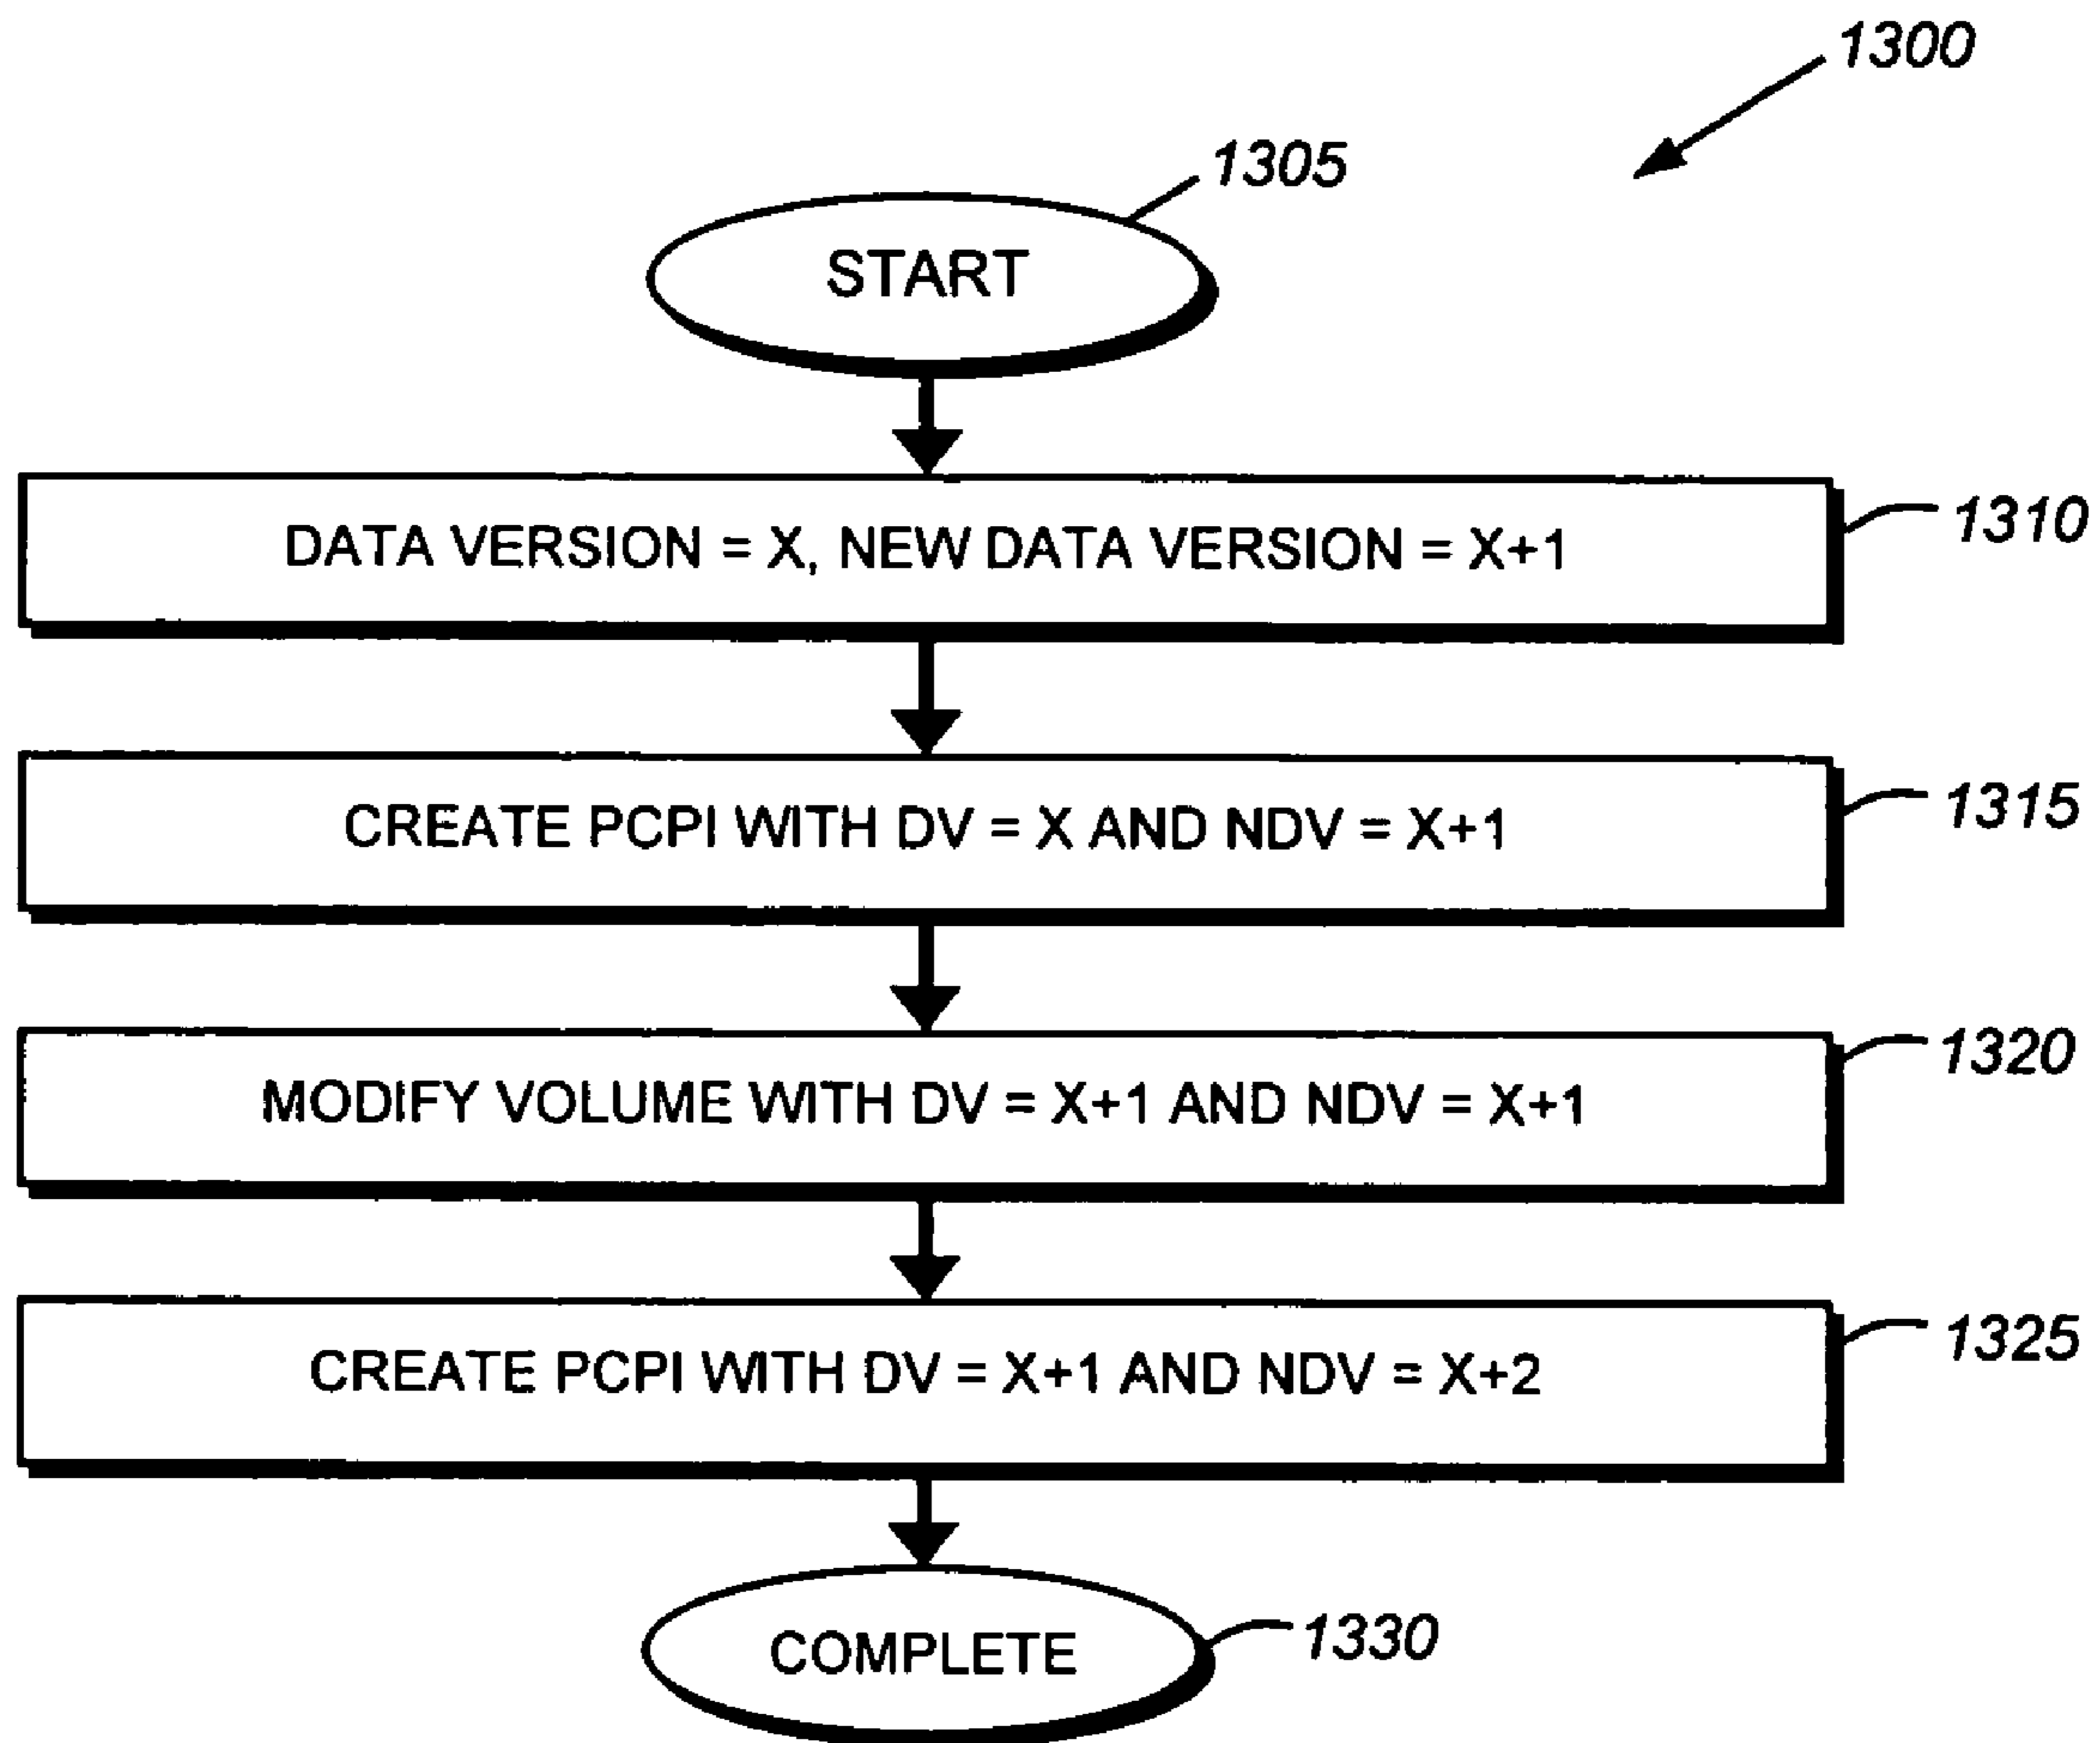 1300
1305
START
DATA VERSION = X, NEW DATA VERSION = X+1
1310
CREATE PCPI WITH DV = X AND NDV = X+1
1315
MODIFY VOLUME WITH DV = X+1 AND NDV = X+1
1320
CREATE PCPI WITH DV = X+1 AND NDV = X+2
1325
COMPLETE
1330